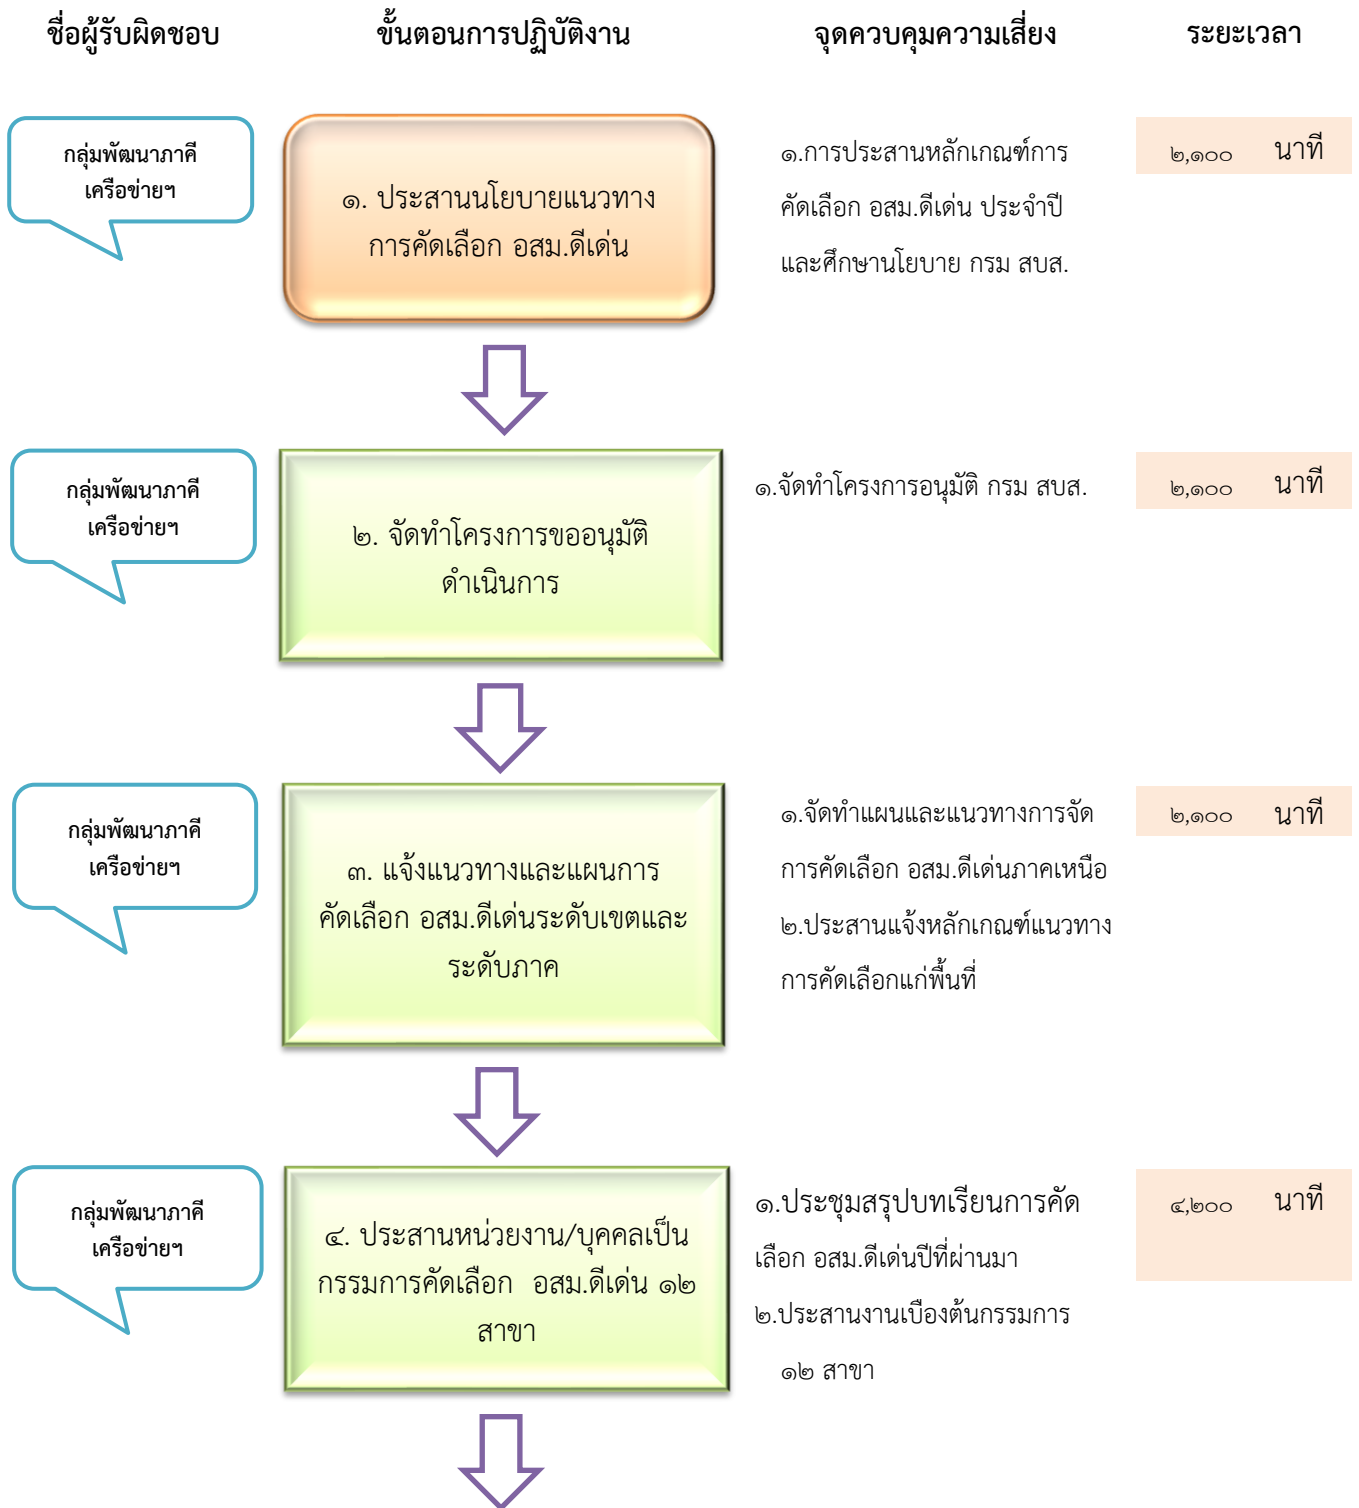 ชื่อผู้รับผิดชอบ ขั้นตอนการปฏิบัติงาน จุดควบคุมความเสี่ยง ระยะเวลา
กลุ่มพัฒนาภาคี
เครือข่ายฯ
๑. ประสานนโยบายแนวทาง
การคัดเลือก อสม.ดีเด่น
๑.การประสานหลักเกณฑ์การ
คัดเลือก อสม.ดีเด่น ประจำปี
และศึกษานโยบาย กรม สบส.
๒,๑๐๐ นาที
กลุ่มพัฒนาภาคี
เครือข่ายฯ
๒. จัดทำโครงการขออนุมัติ
ดำเนินการ
๑.จัดทำโครงการอนุมัติ กรม สบส.
๒,๑๐๐ นาที
กลุ่มพัฒนาภาคี
เครือข่ายฯ
๓. แจ้งแนวทางและแผนการ
คัดเลือก อสม.ดีเด่นระดับเขตและ
ระดับภาค
๑.จัดทำแผนและแนวทางการจัด
การคัดเลือก อสม.ดีเด่นภาคเหนือ
๒.ประสานแจ้งหลักเกณฑ์แนวทาง
การคัดเลือกแก่พื้นที่
๒,๑๐๐ นาที
กลุ่มพัฒนาภาคี
เครือข่ายฯ
๔. ประสานหน่วยงาน/บุคคลเป็น
กรรมการคัดเลือก อสม.ดีเด่น ๑๒
สาขา
๑.ประชุมสรุปบทเรียนการคัด
เลือก อสม.ดีเด่นปีที่ผ่านมา
๒.ประสานงานเบืองต้นกรรมการ
๑๒ สาขา
๔,๒๐๐ นาที